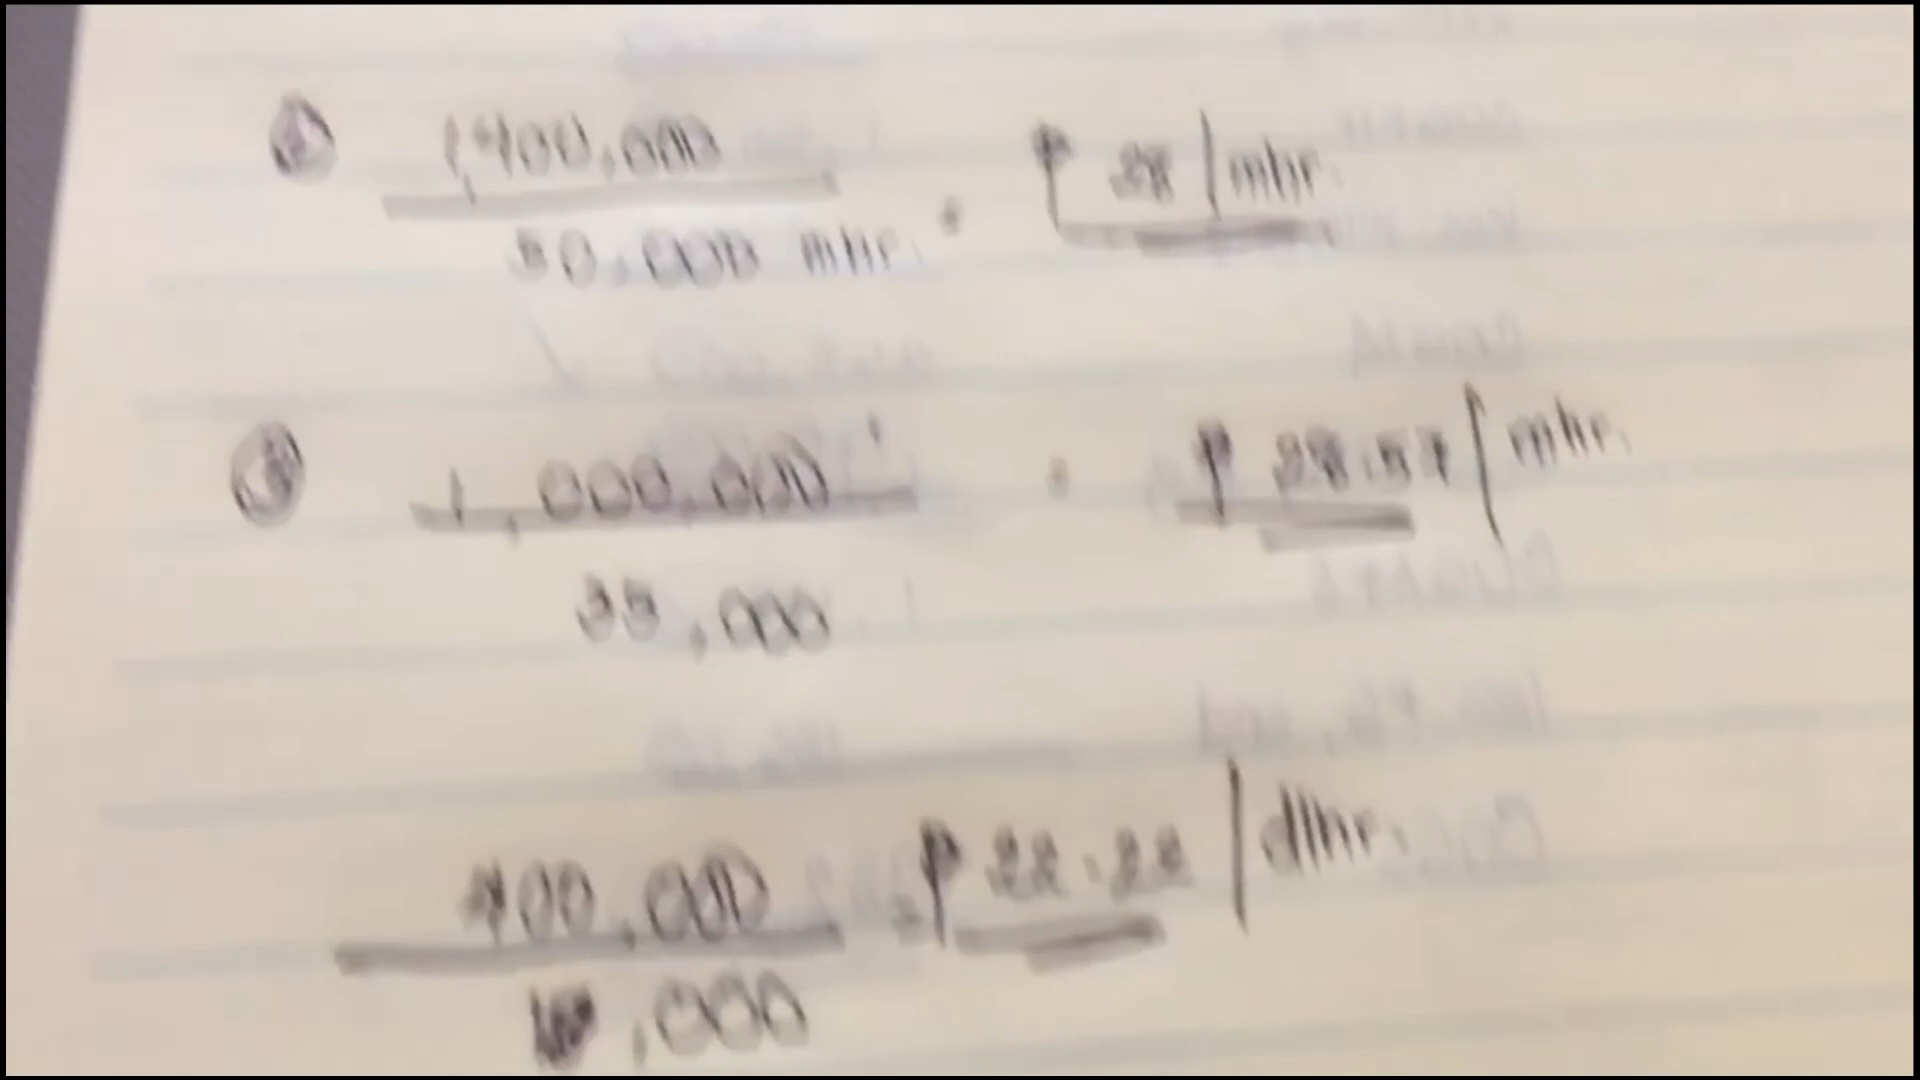 1,400,000
50,000 mhr. = ₱ 28 / mhr.
1,000,000 = ₱ 28.57 / mhr.
35,000
400,000 = ₱ 22.22 / dlhr.
,000